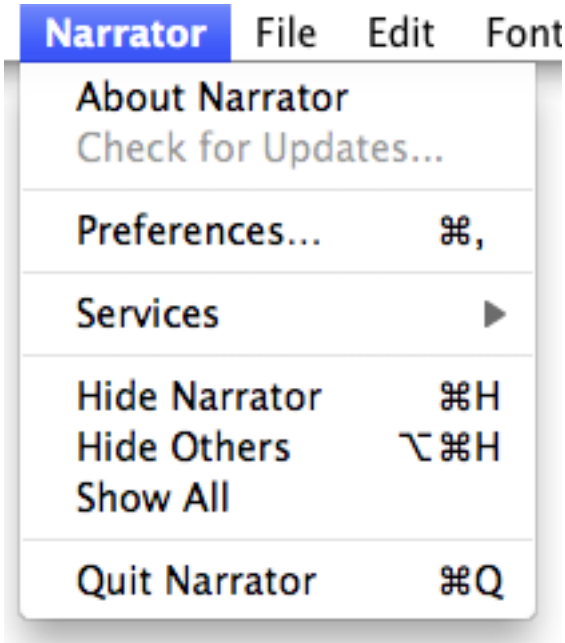 Narrator File Edit Font
About Narrator
Check for Updates...
Preferences... ⌘,
Services ▶
Hide Narrator ⌘H
Hide Others ⌥⌘H
Show All
Quit Narrator ⌘Q